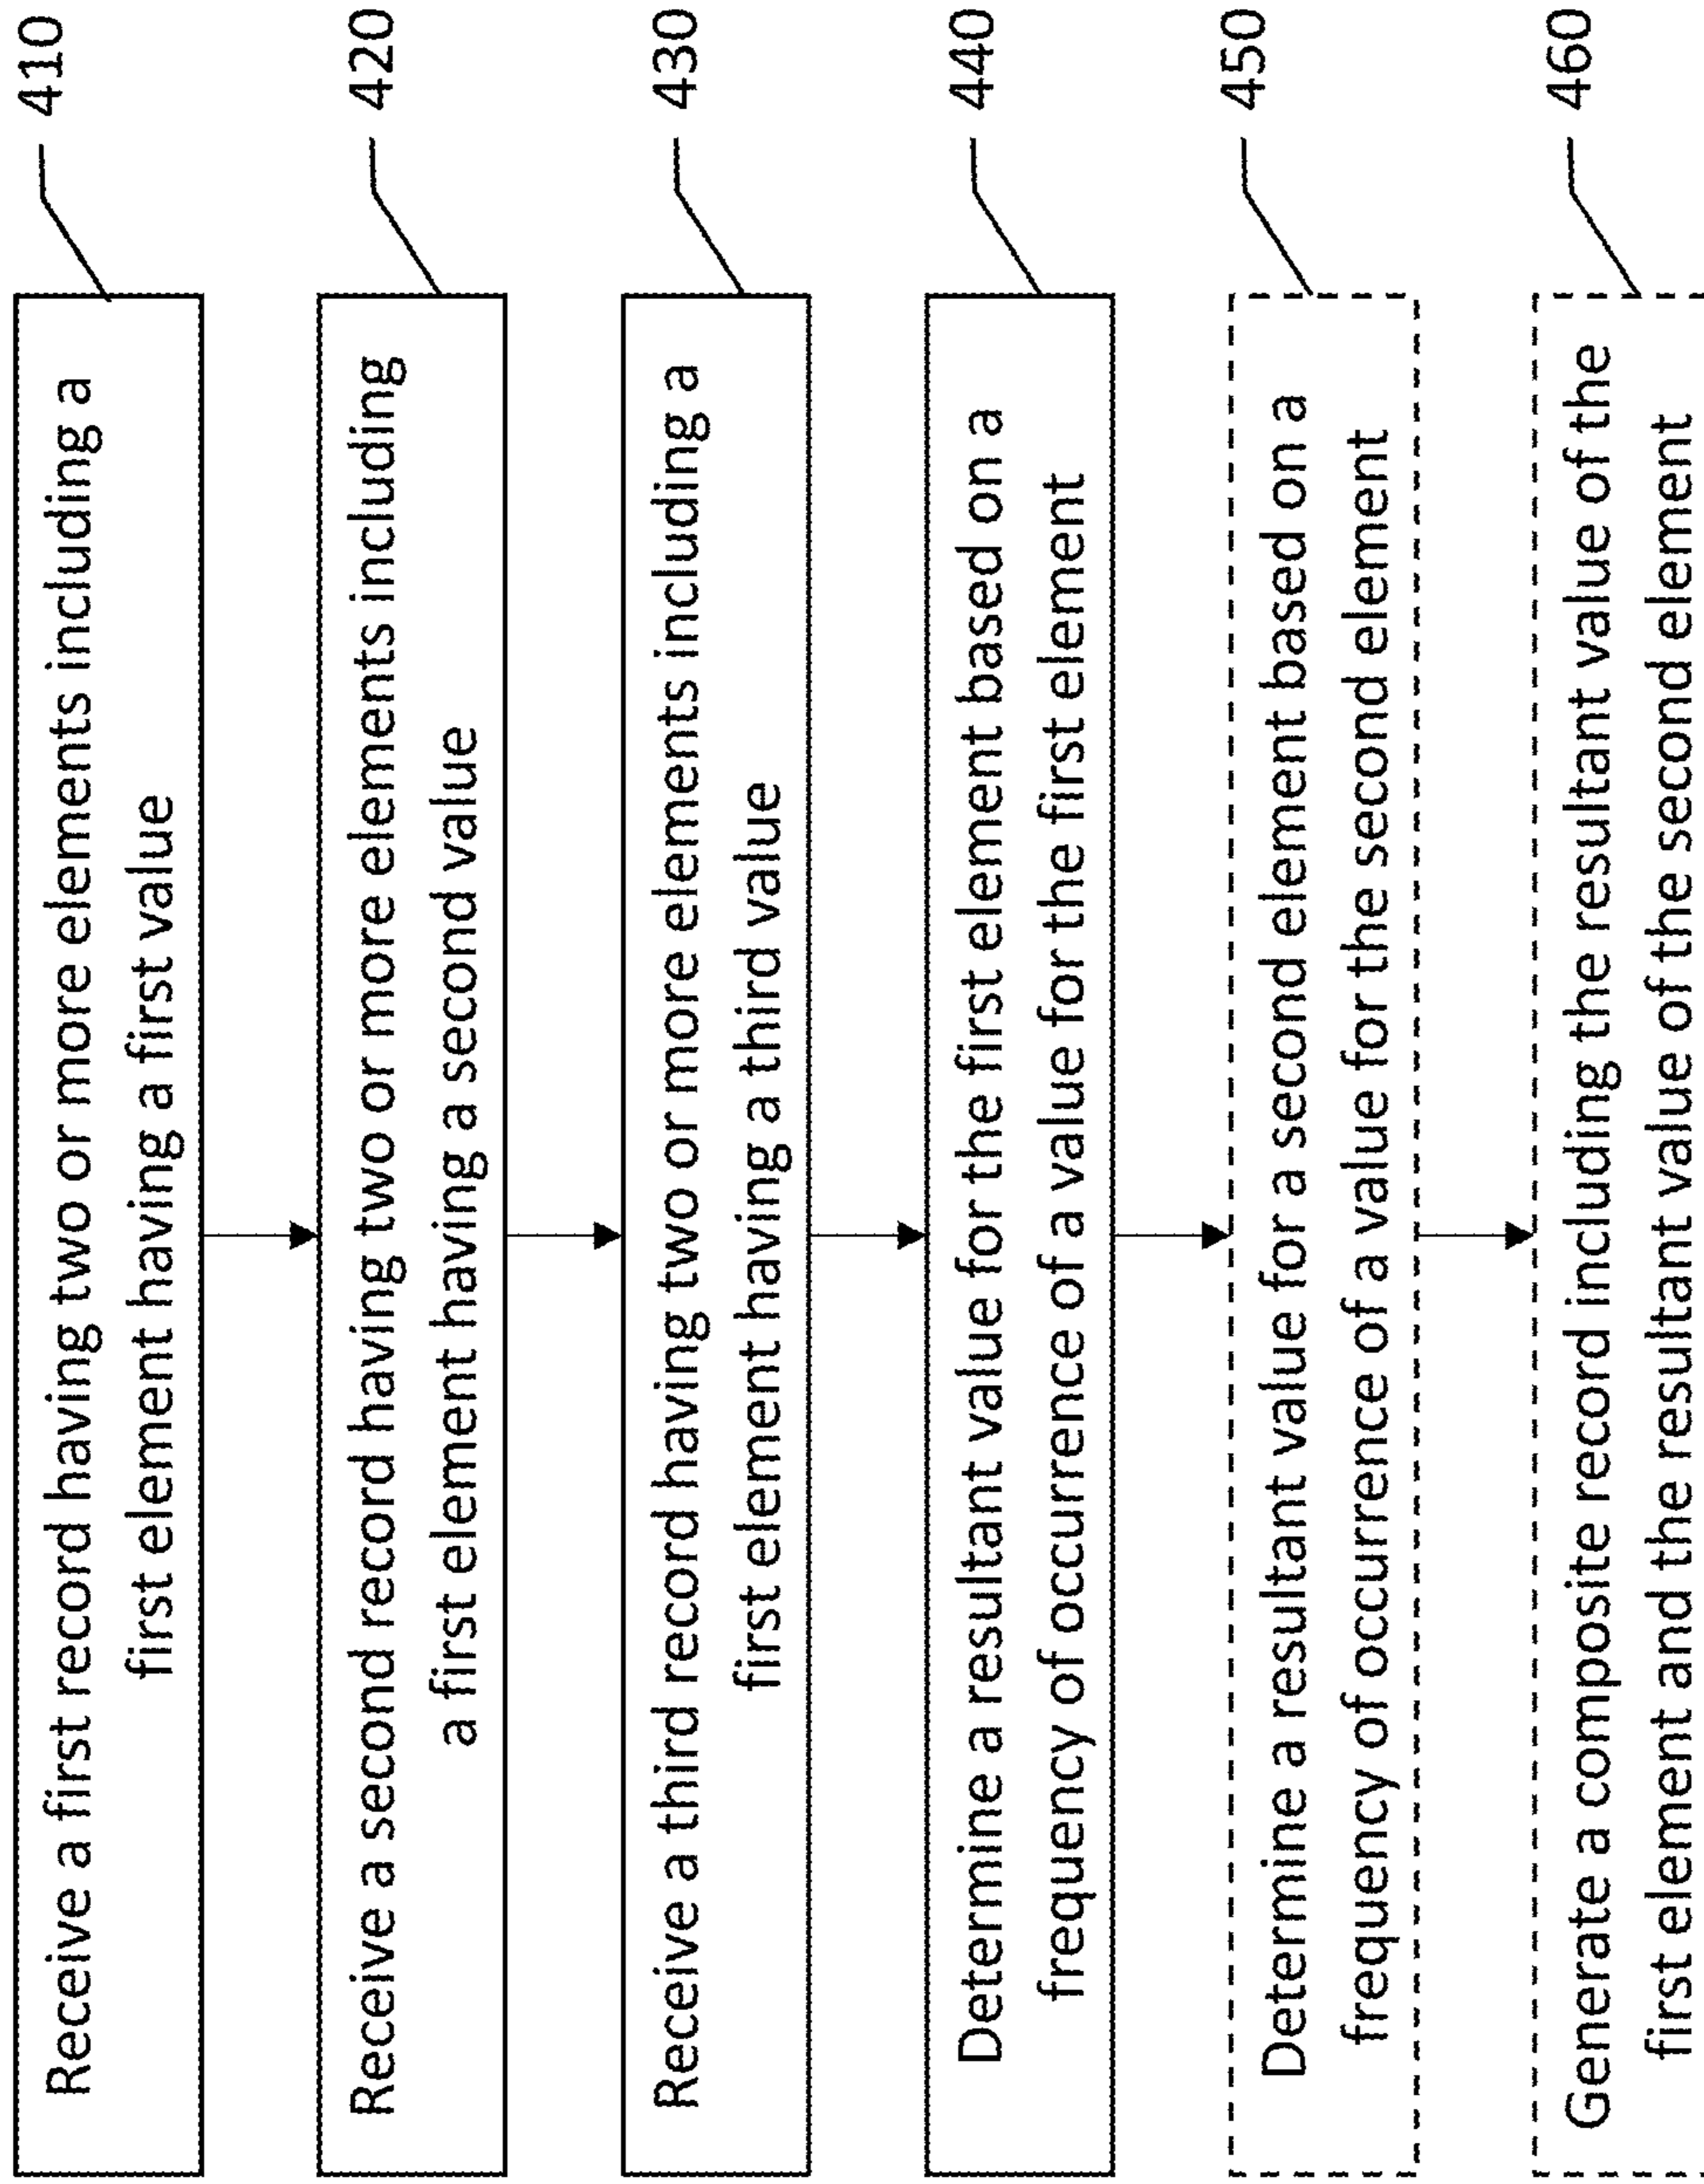 Receive a first record having two or more elements including a
first element having a first value
410
Receive a second record having two or more elements including
a first element having a second value
420
Receive a third record having two or more elements including a
first element having a third value
430
Determine a resultant value for the first element based on a
frequency of occurrence of a value for the first element
440
Determine a resultant value for a second element based on a
frequency of occurrence of a value for the second element
450
Generate a composite record including the resultant value of the
first element and the resultant value of the second element
460